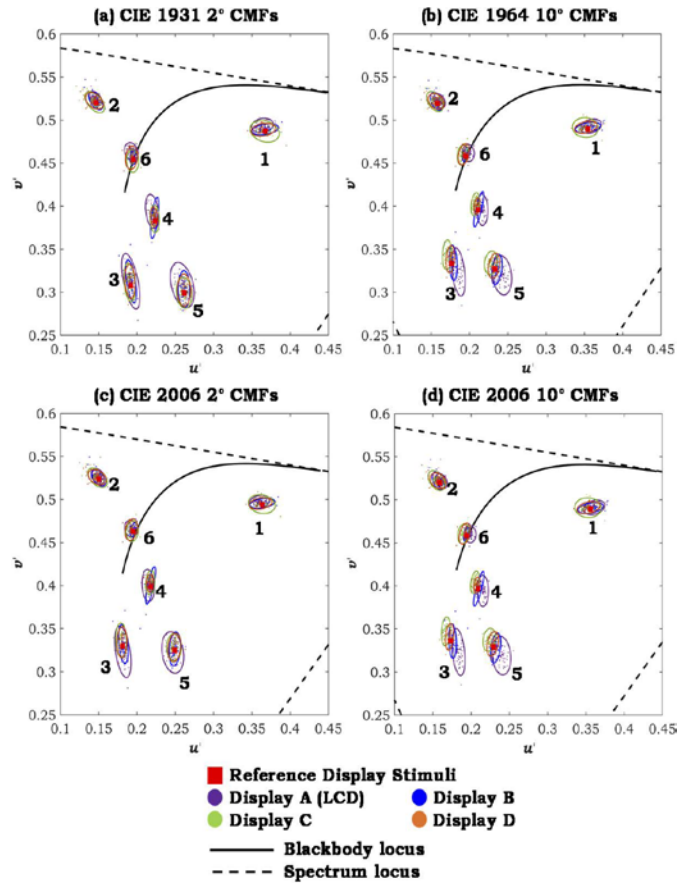 (a) CIE 1931 2° CMFs
(b) CIE 1964 10° CMFs
0.6
0.55
0.5
0.45
0.4
0.35
0.3
0.25
v'
2
6
1
4
3
5
0.1 0.15 0.2 0.25 0.3 0.35 0.4 0.45
u'
0.6
0.55
0.5
0.45
0.4
0.35
0.3
0.25
v'
2
6
1
4
3
5
0.1 0.15 0.2 0.25 0.3 0.35 0.4 0.45
u'
(c) CIE 2006 2° CMFs
(d) CIE 2006 10° CMFs
0.6
0.55
0.5
0.45
0.4
0.35
0.3
0.25
v'
2
6
1
4
3
5
0.1 0.15 0.2 0.25 0.3 0.35 0.4 0.45
u'
0.6
0.55
0.5
0.45
0.4
0.35
0.3
0.25
v'
2
6
1
4
3
5
0.1 0.15 0.2 0.25 0.3 0.35 0.4 0.45
u'
Reference Display Stimuli
Display A (LCD)
Display B
Display C
Display D
Blackbody locus
Spectrum locus